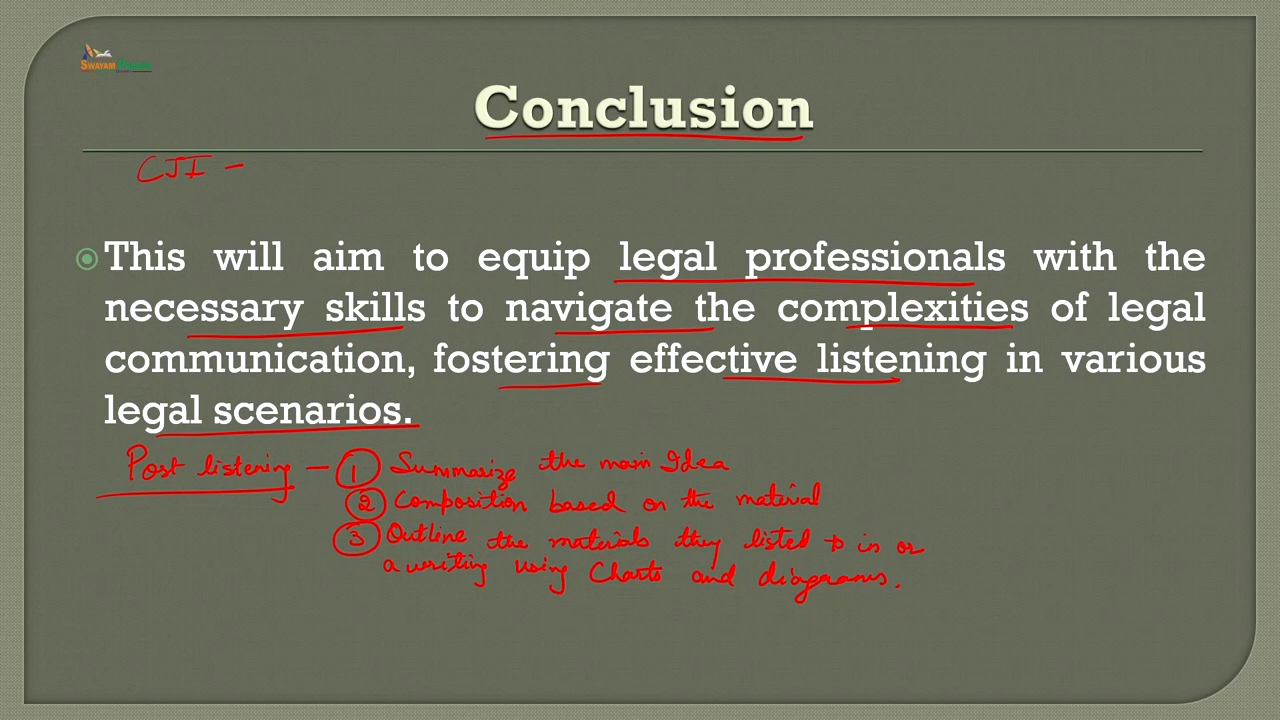 SWAYAM
Conclusion
CJI -
This will aim to equip legal professionals with the
necessary skills to navigate the complexities of legal
communication, fostering effective listening in various
legal scenarios.
Post listening - 1 Summarize the main Idea
2 Composition based on the material
3 Outline the materials they listed to in or
a writing using Charts and diagrams.